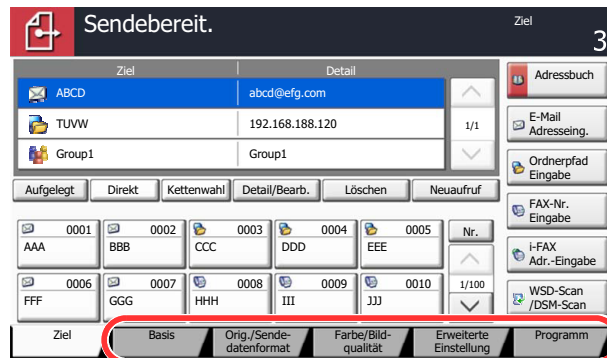 Sendebereit.
Ziel
3
Ziel Detail
ABCD abcd@efg.com
TUVW 192.168.188.120 1/1
Group1 Group1
Adressbuch
E-Mail
Adresseing.
Ordnerpfad
Eingabe
FAX-Nr.
Eingabe
i-FAX
Adr.-Eingabe
WSD-Scan
/DSM-Scan
Aufgelegt Direkt Kettenwahl Detail/Bearb. Löschen Neuaufruf
0001 0002 0003 0004 0005 Nr.
AAA BBB CCC DDD EEE
0006 0007 0008 0009 0010 1/100
FFF GGG HHH III JJJ
Ziel
Basis
Orig./Sende-
datenformat
Farbe/Bild-
qualität
Erweiterte
Einstellung
Programm